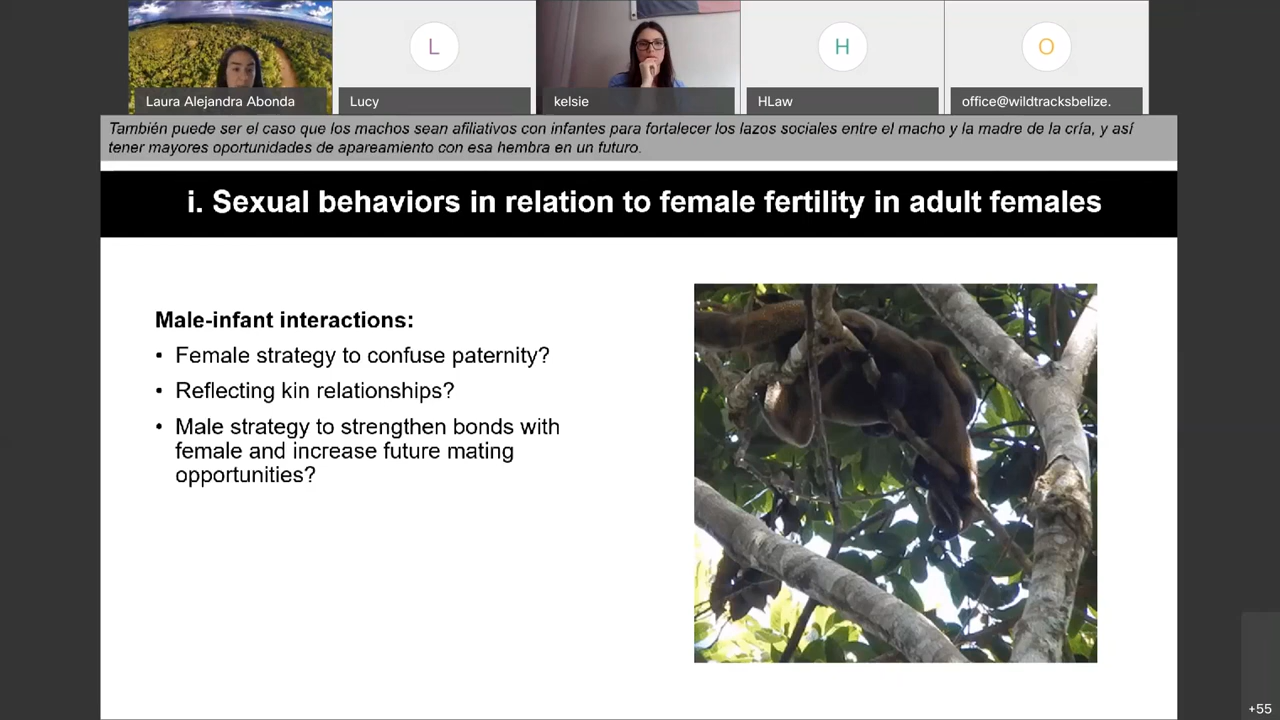 L
H
O
Laura Alejandra Abonda
Lucy
kelsie
HLaw
office@wildtracksbelize.
También puede ser el caso que los machos sean afiliativos con infantes para fortalecer los lazos sociales entre el macho y la madre de la cría, y así
tener mayores oportunidades de apareamiento con esa hembra en un futuro.
i. Sexual behaviors in relation to female fertility in adult females
Male-infant interactions:
• Female strategy to confuse paternity?
• Reflecting kin relationships?
• Male strategy to strengthen bonds with
female and increase future mating
opportunities?
+55